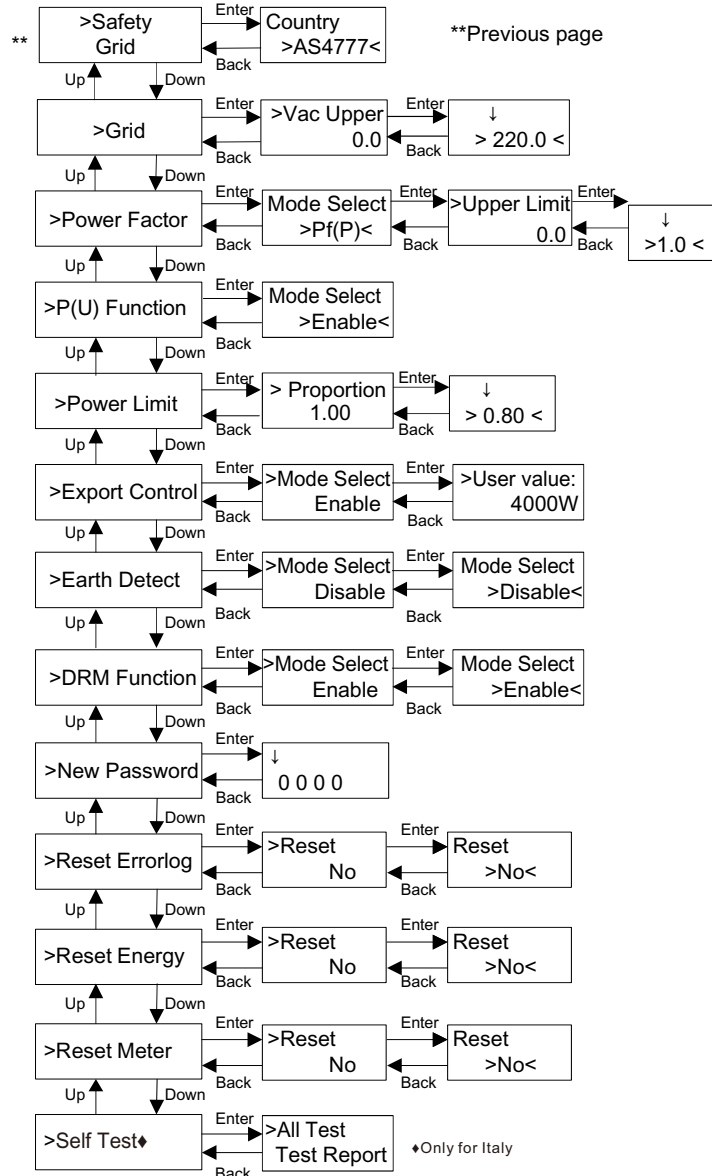 **
>Safety
Grid
Enter
Back
Country
>AS4777<
**Previous page
Up
Down
>Grid
Enter
Back
>Vac Upper
0.0
Enter
Back
↓
> 220.0 <
Up
Down
>Power Factor
Enter
Back
Mode Select
>Pf(P)<
Enter
Back
>Upper Limit
0.0
Enter
Back
↓
>1.0 <
Up
Down
>P(U) Function
Enter
Back
Mode Select
>Enable<
Up
Down
>Power Limit
Enter
Back
> Proportion
1.00
Enter
Back
↓
> 0.80 <
Up
Down
>Export Control
Enter
Back
>Mode Select
Enable
Enter
Back
>User value:
4000W
Up
Down
>Earth Detect
Enter
Back
>Mode Select
Disable
Enter
Back
Mode Select
>Disable<
Up
Down
>DRM Function
Enter
Back
>Mode Select
Enable
Enter
Back
Mode Select
>Enable<
Up
Down
>New Password
Enter
Back
↓
0 0 0 0
Up
Down
>Reset Errorlog
Enter
Back
>Reset
No
Enter
Back
Reset
>No<
Up
Down
>Reset Energy
Enter
Back
>Reset
No
Enter
Back
Reset
>No<
Up
Down
>Reset Meter
Enter
Back
>Reset
No
Enter
Back
Reset
>No<
Up
Down
>Self Test♦
Enter
Back
>All Test
Test Report
♦Only for Italy